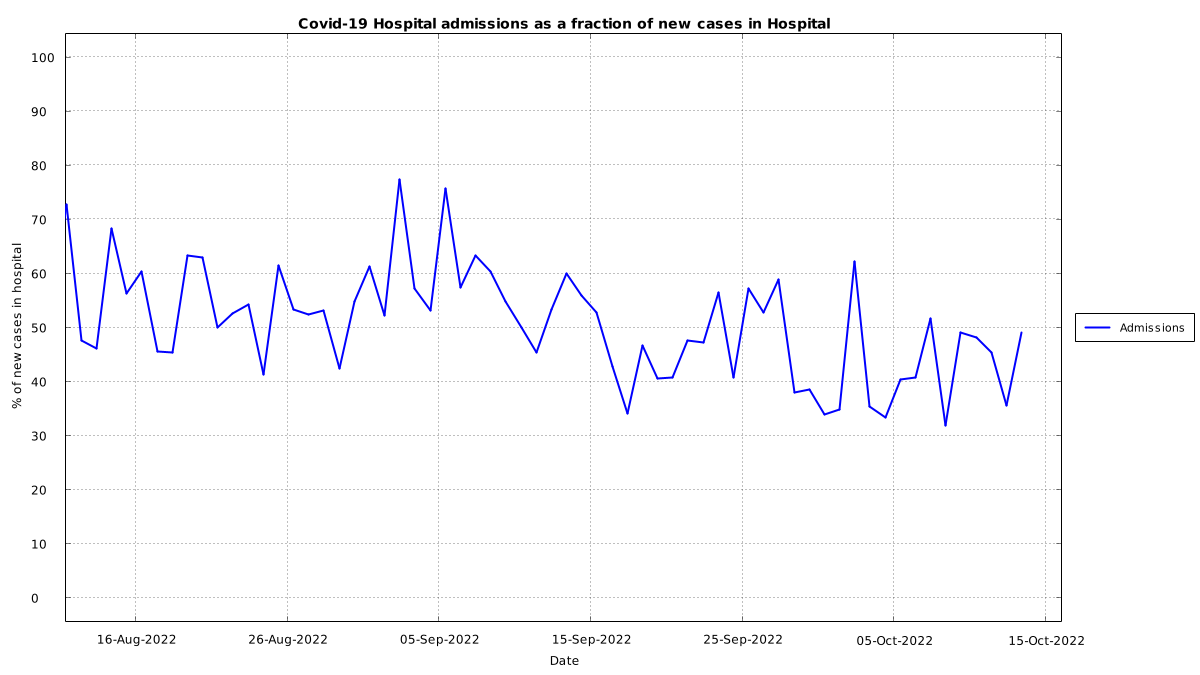 Covid-19 Hospital admissions as a fraction of new cases in Hospital
100
90
80
70
60
50
40
30
20
10
0
% of new cases in hospital
Admissions
16-Aug-2022 26-Aug-2022 05-Sep-2022 15-Sep-2022 25-Sep-2022 05-Oct-2022 15-Oct-2022
Date